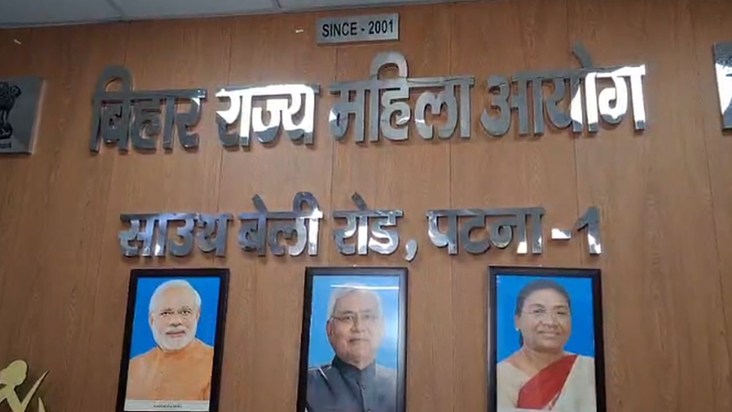 SINCE - 2001
बिहार राज्य महिला आयोग
साउथ बेली रोड, पटना - 1